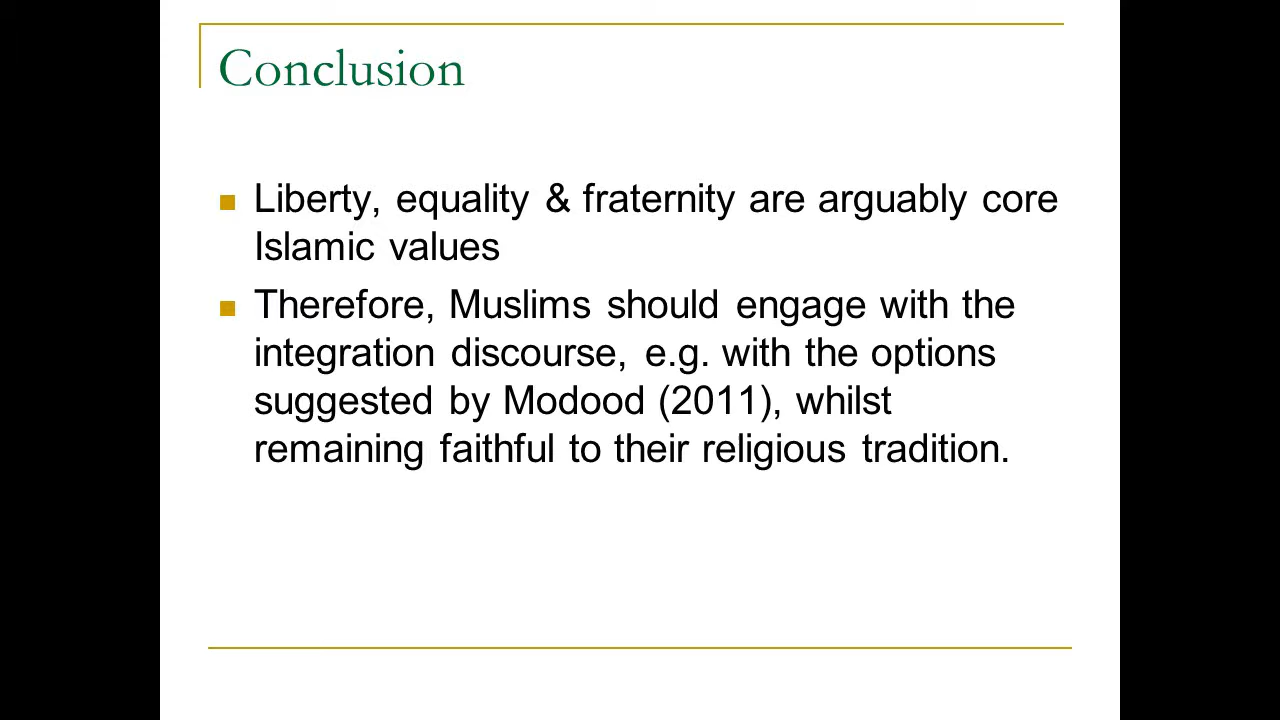 Conclusion
Liberty, equality & fraternity are arguably core
Islamic values
Therefore, Muslims should engage with the
integration discourse, e.g. with the options
suggested by Modood (2011), whilst
remaining faithful to their religious tradition.